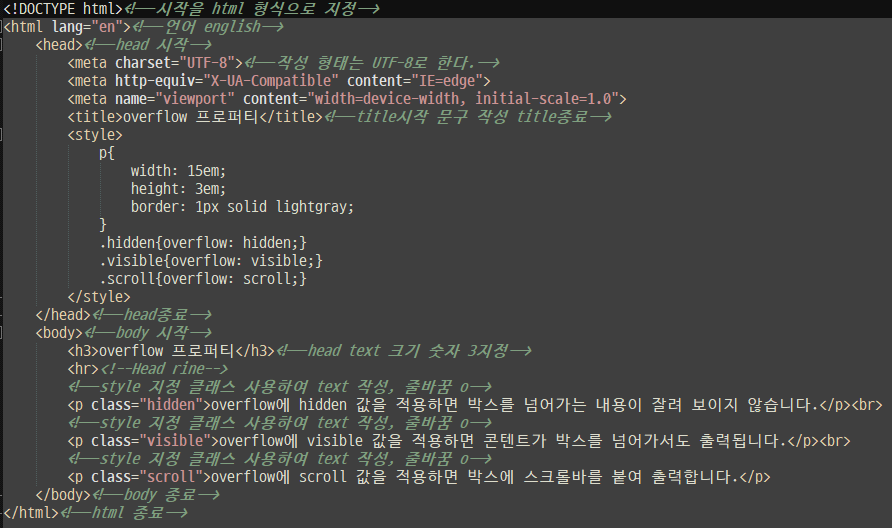 <!DOCTYPE html><!--시작을 html 형식으로 지정-->
<html lang="en"><!--언어 english-->
<head><!--head 시작-->
<meta charset="UTF-8"><!--작성 형태는 UTF-8로 한다.-->
<meta http-equiv="X-UA-Compatible" content="IE=edge">
<meta name="viewport" content="width=device-width, initial-scale=1.0">
<title>overflow 프로퍼티</title><!--title시작 문구 작성 title종료-->
<style>
p{
width: 15em;
height: 3em;
border: 1px solid lightgray;
}
.hidden{overflow: hidden;}
.visible{overflow: visible;}
.scroll{overflow: scroll;}
</style>
</head><!--head종료-->
<body><!--body 시작-->
<h3>overflow 프로퍼티</h3><!--head text 크기 숫자 3지정-->
<hr><!--Head rine-->
<!--style 지정 클래스 사용하여 text 작성, 줄바꿈 o-->
<p class="hidden">overflow에 hidden 값을 적용하면 박스를 넘어가는 내용이 잘려 보이지 않습니다.</p><br>
<!--style 지정 클래스 사용하여 text 작성, 줄바꿈 o-->
<p class="visible">overflow에 visible 값을 적용하면 콘텐트가 박스를 넘어가서도 출력됩니다.</p><br>
<!--style 지정 클래스 사용하여 text 작성, 줄바꿈 o-->
<p class="scroll">overflow에 scroll 값을 적용하면 박스에 스크롤바를 붙여 출력합니다.</p>
</body><!--body 종료-->
</html><!--html 종료-->